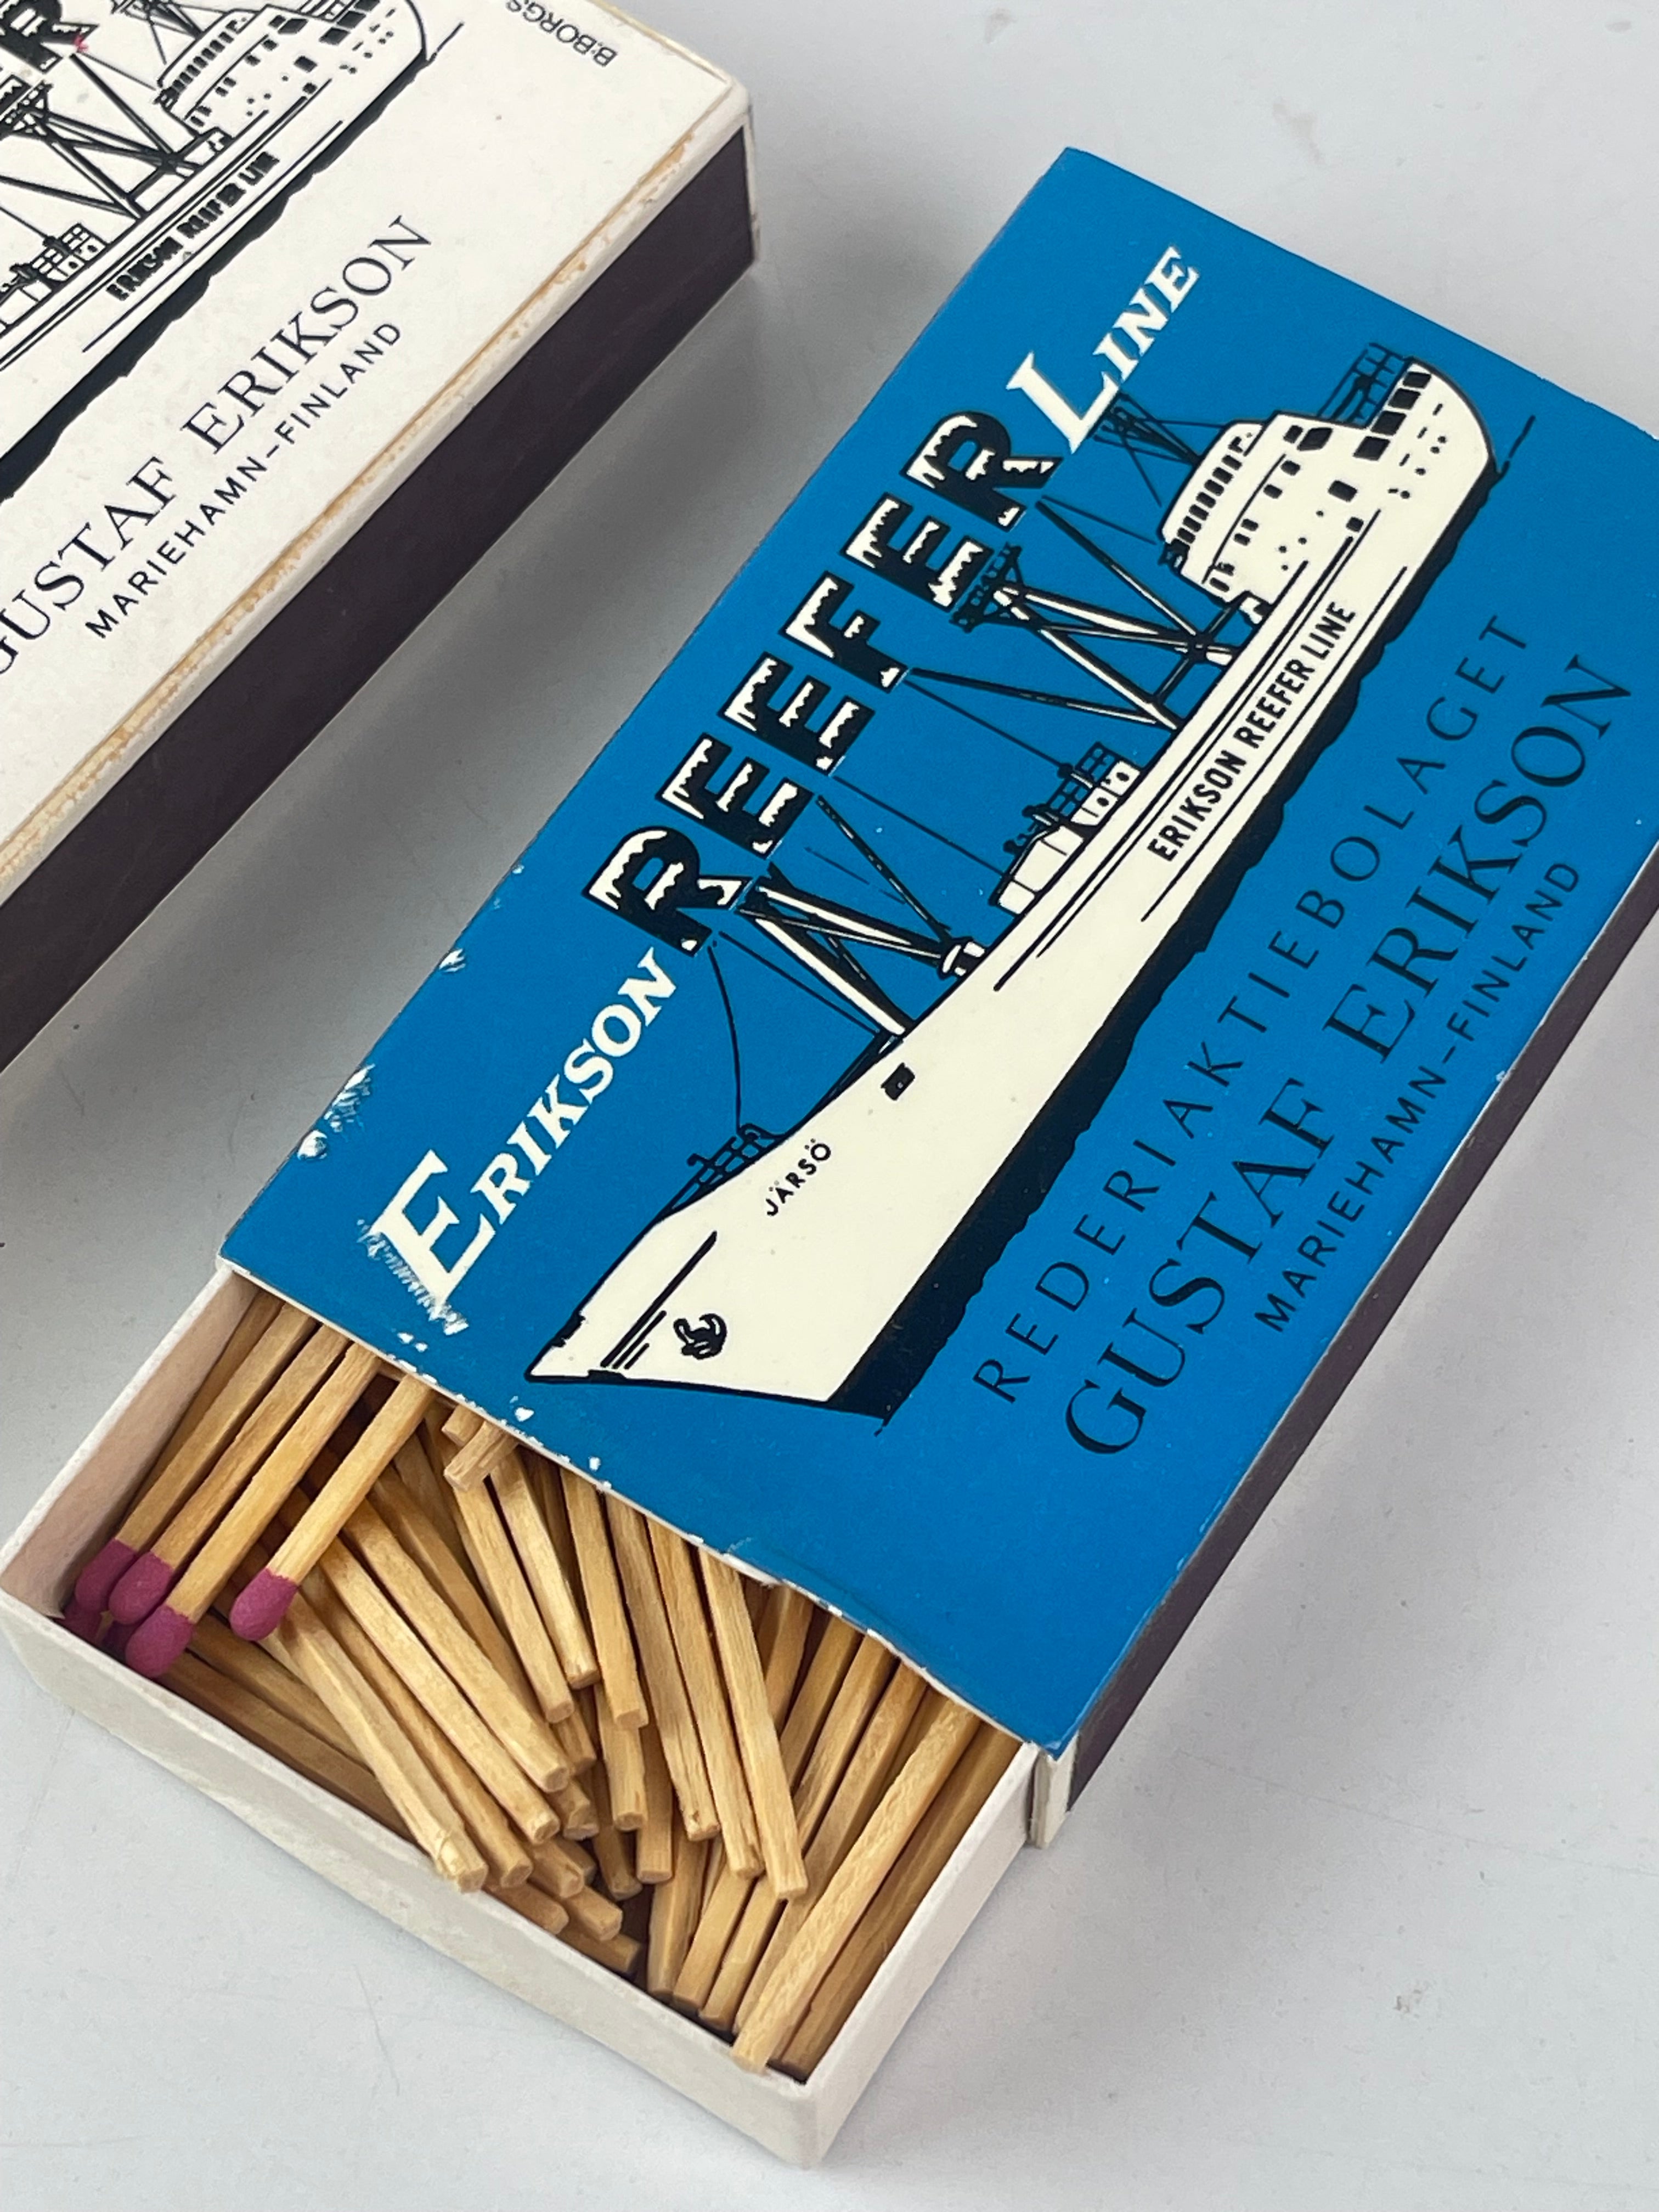 B:BORGS
ERIKSON REEFER LINE
GUSTAF ERIKSON
MARIEHAMN-FINLAND
ERIKSON REEFER LINE
ERIKSON REEFER LINE
JÄRSÖ
REDERIAKTIEBOLAGET
GUSTAF ERIKSON
MARIEHAMN-FINLAND